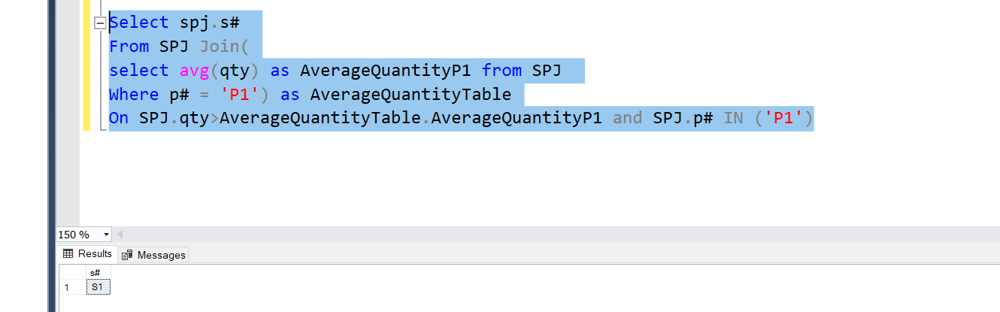 Select spj.s#
From SPJ Join(
select avg(qty) as AverageQuantityP1 from SPJ
Where p# = 'P1') as AverageQuantityTable
On SPJ.qty>AverageQuantityTable.AverageQuantityP1 and SPJ.p# IN ('P1')
150 %
Results Messages
s#
1 S1